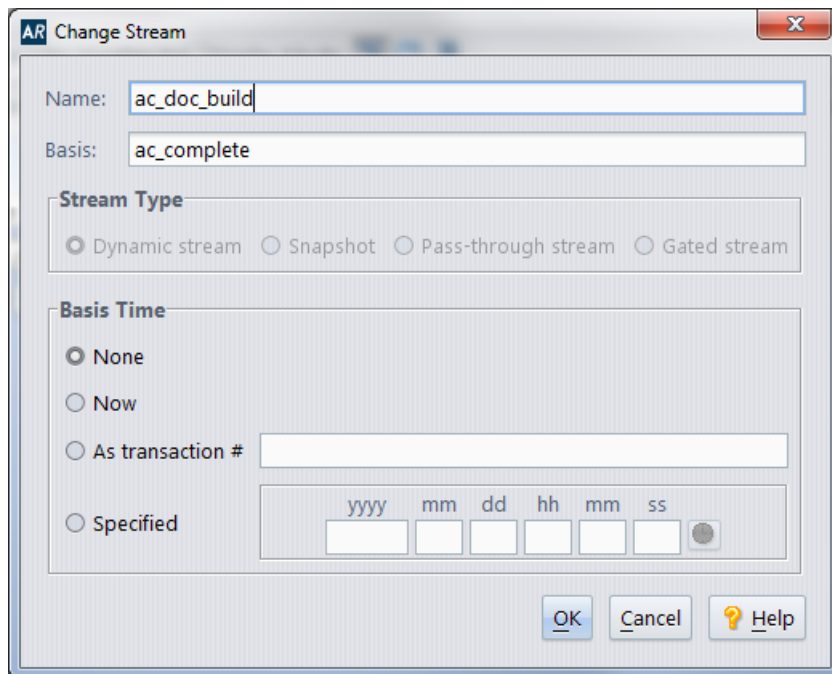 AR Change Stream
Name: ac_doc_build
Basis: ac_complete
Stream Type
Dynamic stream Snapshot Pass-through stream Gated stream
Basis Time
None
Now
As transaction #
yyyy mm dd hh mm ss
Specified
OK Cancel ? Help